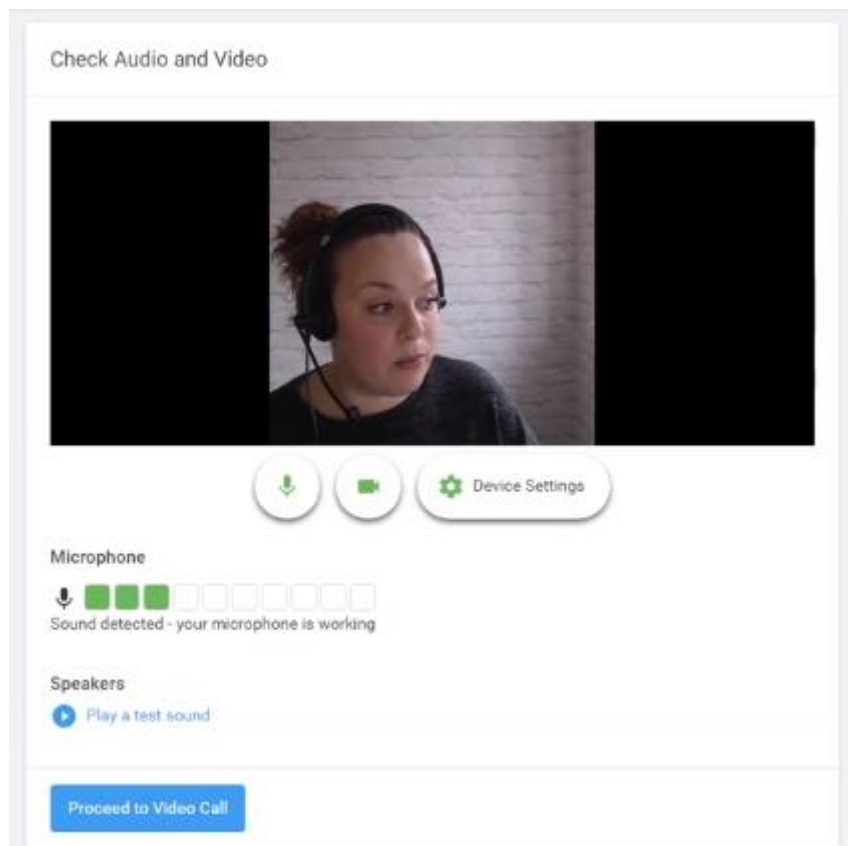 Check Audio and Video
Device Settings
Microphone
Sound detected - your microphone is working
Speakers
Play a test sound
Proceed to Video Call